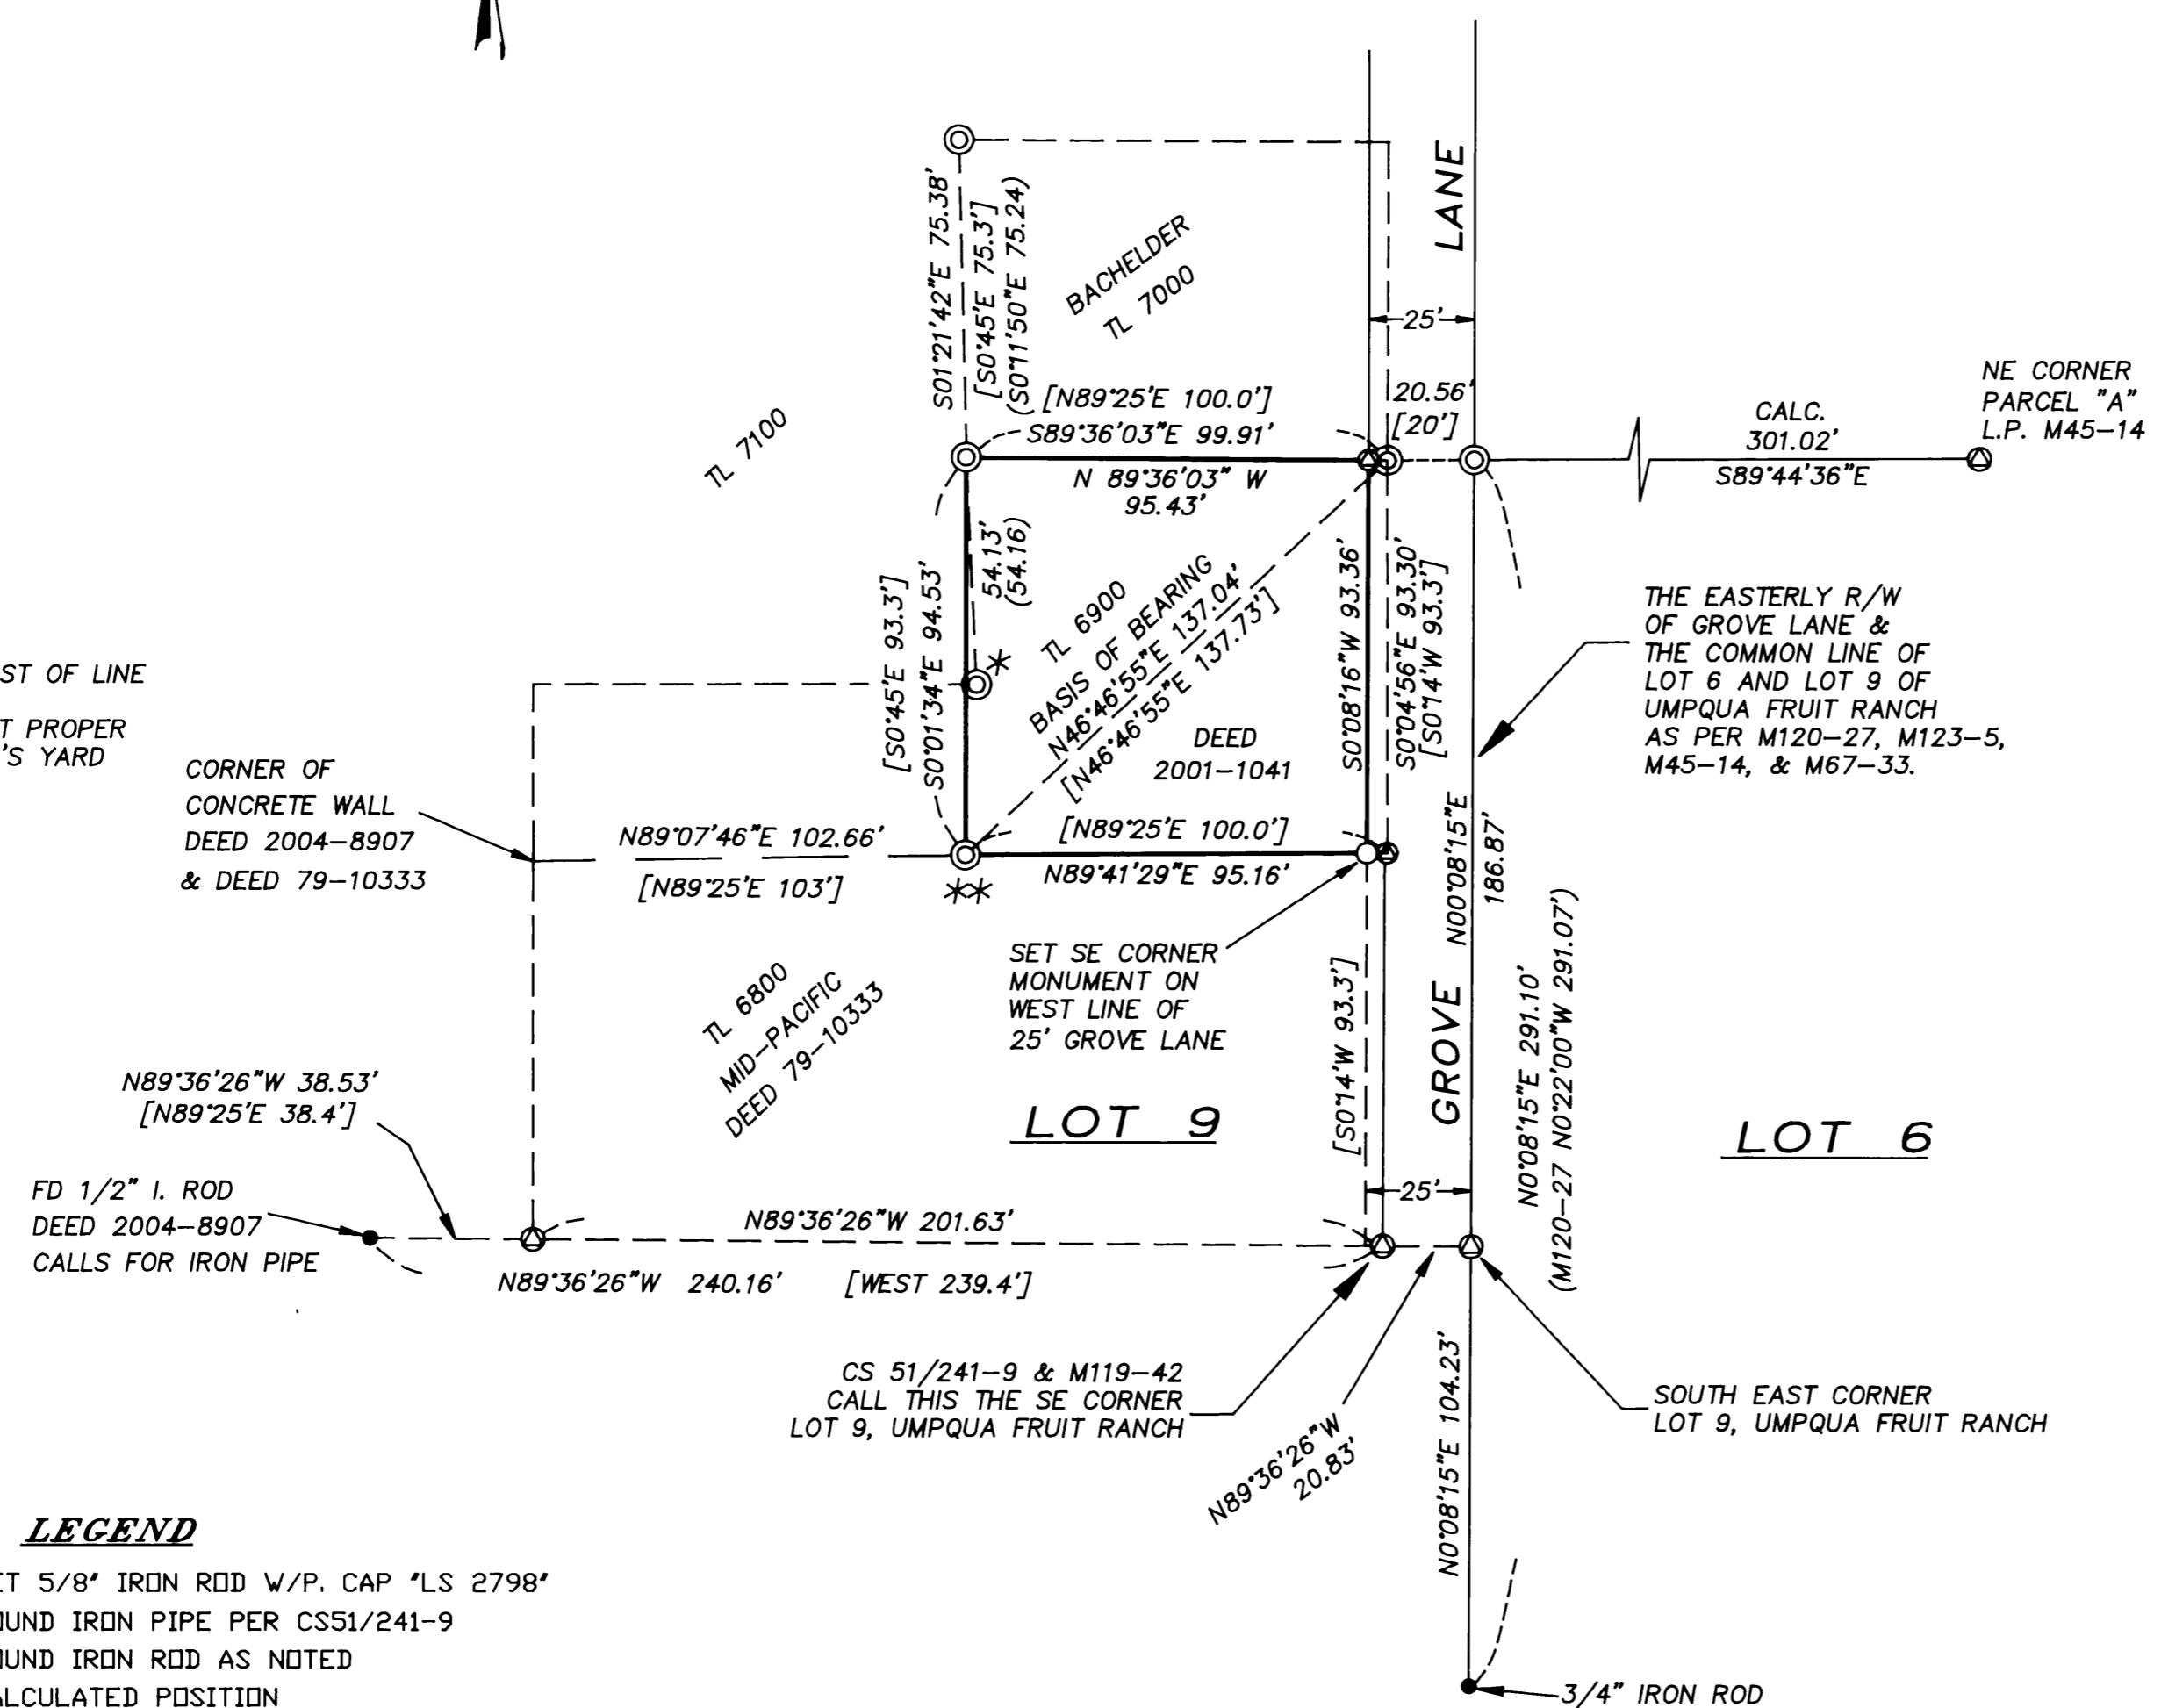 S01°21'42"E 75.38'
[S0°45'E 75.3']
(S0°11'50"E 75.24)
BACHELDER
TL 7000
LANE
25'
TL 7100
[N89°25'E 100.0']
S89°36'03"E 99.91'
N 89°36'03" W
95.43'
20.56'
[20']
CALC.
301.02'
S89°44'36"E
NE CORNER
PARCEL "A"
L.P. M45-14
54.13'
(54.16)
[S0°45'E 93.3']
S0°01'34"E 94.53'
TL 6900
BASIS OF BEARING
N46°46'55"E 137.04'
[N46°46'55"E 137.73']
DEED
2001-1041
S0°08'16"W 93.36'
S0°04'56"E 93.30'
[S0°14'W 93.3']
THE EASTERLY R/W
OF GROVE LANE &
THE COMMON LINE OF
LOT 6 AND LOT 9 OF
UMPQUA FRUIT RANCH
AS PER M120-27, M123-5,
M45-14, & M67-33.
ST OF LINE
T PROPER
'S YARD
CORNER OF
CONCRETE WALL
DEED 2004-8907
& DEED 79-10333
N89°07'46"E 102.66'
[N89°25'E 103']
[N89°25'E 100.0']
N89°41'29"E 95.16'
**
*
N00°08'15"E
186.87'
SET SE CORNER
MONUMENT ON
WEST LINE OF
25' GROVE LANE
[S0°14'W 93.3']
GROVE
N0°08'15"E 291.10'
(M120-27 N0°22'00"W 291.07')
TL 6800
MID-PACIFIC
DEED 79-10333
LOT 9
LOT 6
N89°36'26"W 38.53'
[N89°25'E 38.4']
FD 1/2" I. ROD
DEED 2004-8907
CALLS FOR IRON PIPE
25'
N89°36'26"W 201.63'
N89°36'26"W 240.16' [WEST 239.4']
CS 51/241-9 & M119-42
CALL THIS THE SE CORNER
LOT 9, UMPQUA FRUIT RANCH
N89°36'26"W
20.83'
N0°08'15"E 104.23'
SOUTH EAST CORNER
LOT 9, UMPQUA FRUIT RANCH
3/4" IRON ROD
LEGEND
ET 5/8" IRON ROD W/P. CAP "LS 2798"
OUND IRON PIPE PER CS51/241-9
OUND IRON ROD AS NOTED
ALCULATED POSITION